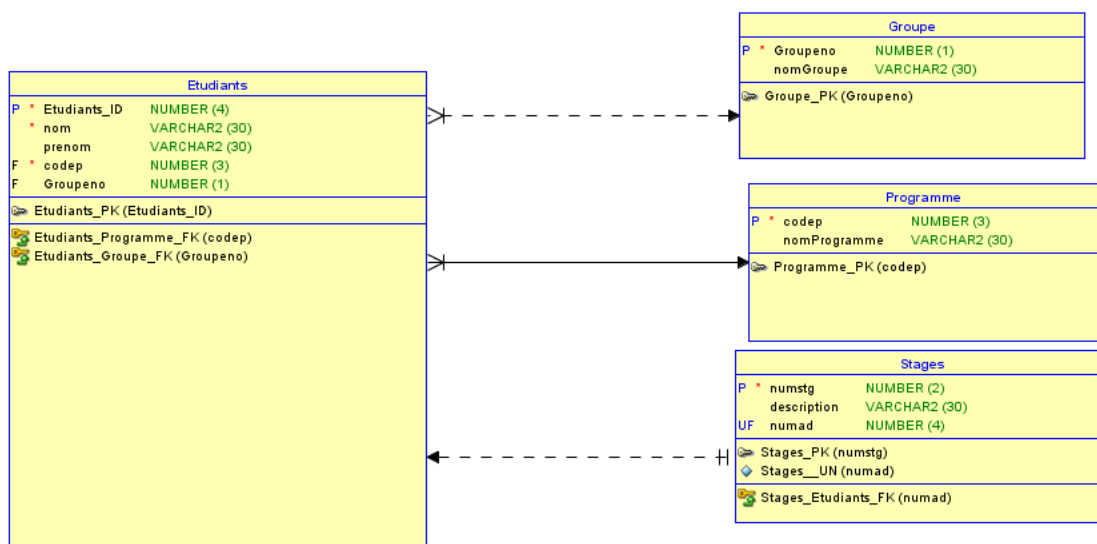 Etudiants
P * Etudiants_ID NUMBER (4)
* nom VARCHAR2 (30)
prenom VARCHAR2 (30)
F * codep NUMBER (3)
F Groupeno NUMBER (1)
Etudiants_PK (Etudiants_ID)
Etudiants_Programme_FK (codep)
Etudiants_Groupe_FK (Groupeno)
Groupe
P * Groupeno NUMBER (1)
nomGroupe VARCHAR2 (30)
Groupe_PK (Groupeno)
Programme
P * codep NUMBER (3)
nomProgramme VARCHAR2 (30)
Programme_PK (codep)
Stages
P * numstg NUMBER (2)
description VARCHAR2 (30)
UF numad NUMBER (4)
Stages_PK (numstg)
Stages__UN (numad)
Stages_Etudiants_FK (numad)